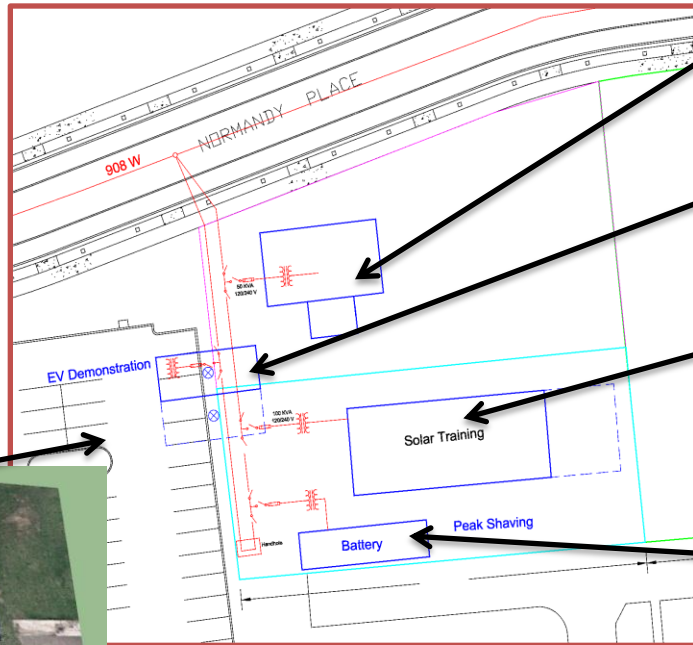 NORMANDY PLACE
908 W
50 KVA
120/240 V
EV Demonstration
100 KVA
120/240 V
Solar Training
Handhole
Battery
Peak Shaving